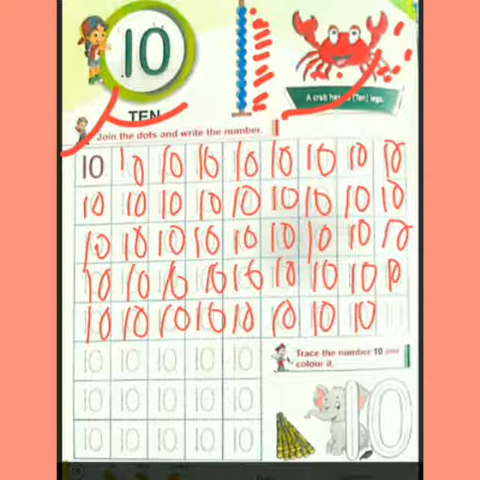 10
TEN
A crab has 10 (Ten) legs.
Join the dots and write the number.
10 10 10 10 10 10 10 10 10
10 10 10 10 10 10 10 10 10
10 10 10 10 10 10 10 10 10
10 10 10 10 10 10 10 10 10
10 10 10 10 10 10 10 10
10 10 10 10 10
Trace the number 10 and
colour it.
10 10 10 10 10
10 10 10 10 10
10